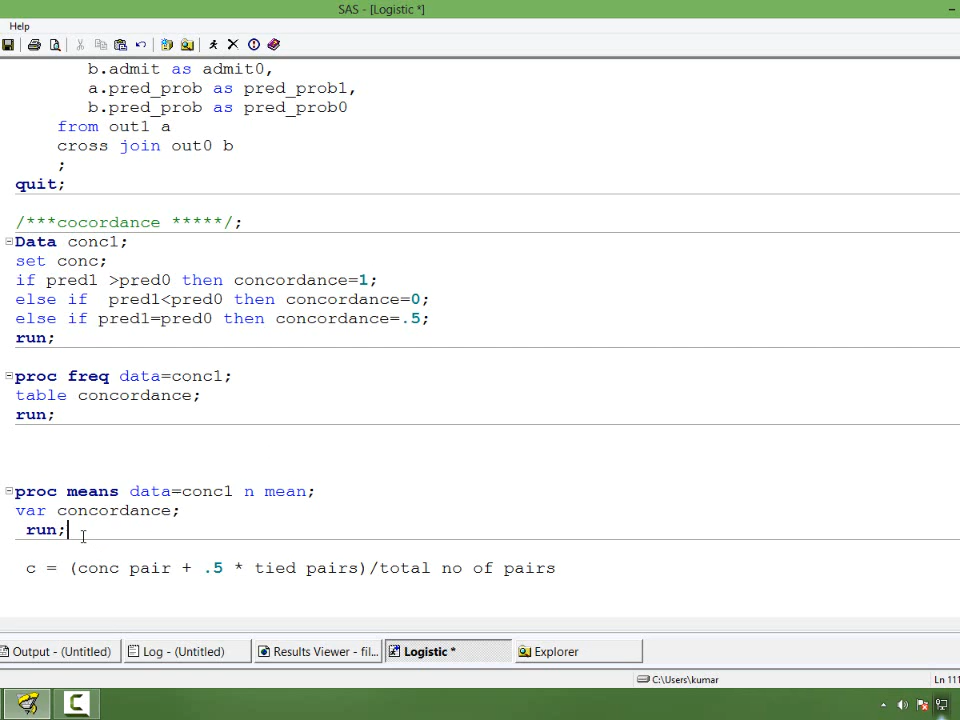 SAS - [Logistic *]
Help
b.admit as admit0,
a.pred_prob as pred_prob1,
b.pred_prob as pred_prob0
from out1 a
cross join out0 b
;
quit;
/***cocordance *****/;
Data conc1;
set conc;
if pred1 >pred0 then concordance=1;
else if  pred1<pred0 then concordance=0;
else if pred1=pred0 then concordance=.5;
run;
proc freq data=conc1;
table concordance;
run;
proc means data=conc1 n mean;
var concordance;
run;
c = (conc pair + .5 * tied pairs)/total no of pairs
Output - (Untitled)
Log - (Untitled)
Results Viewer - fil...
Logistic *
Explorer
C:\Users\kumar
Ln 111